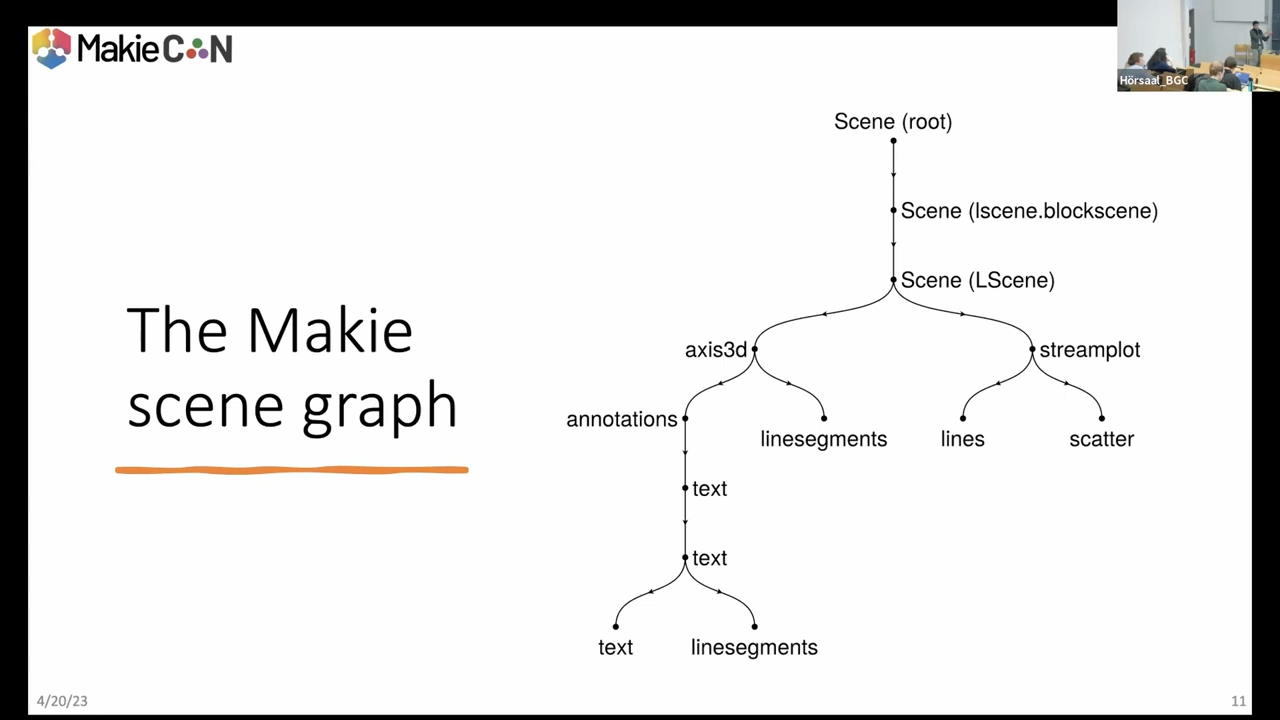 MakieCON
Hörsaal_BGC
Scene (root)
Scene (lscene.blockscene)
Scene (LScene)
The Makie
scene graph
axis3d
streamplot
annotations
linesegments
lines
scatter
text
text
text
linesegments
4/20/23
11